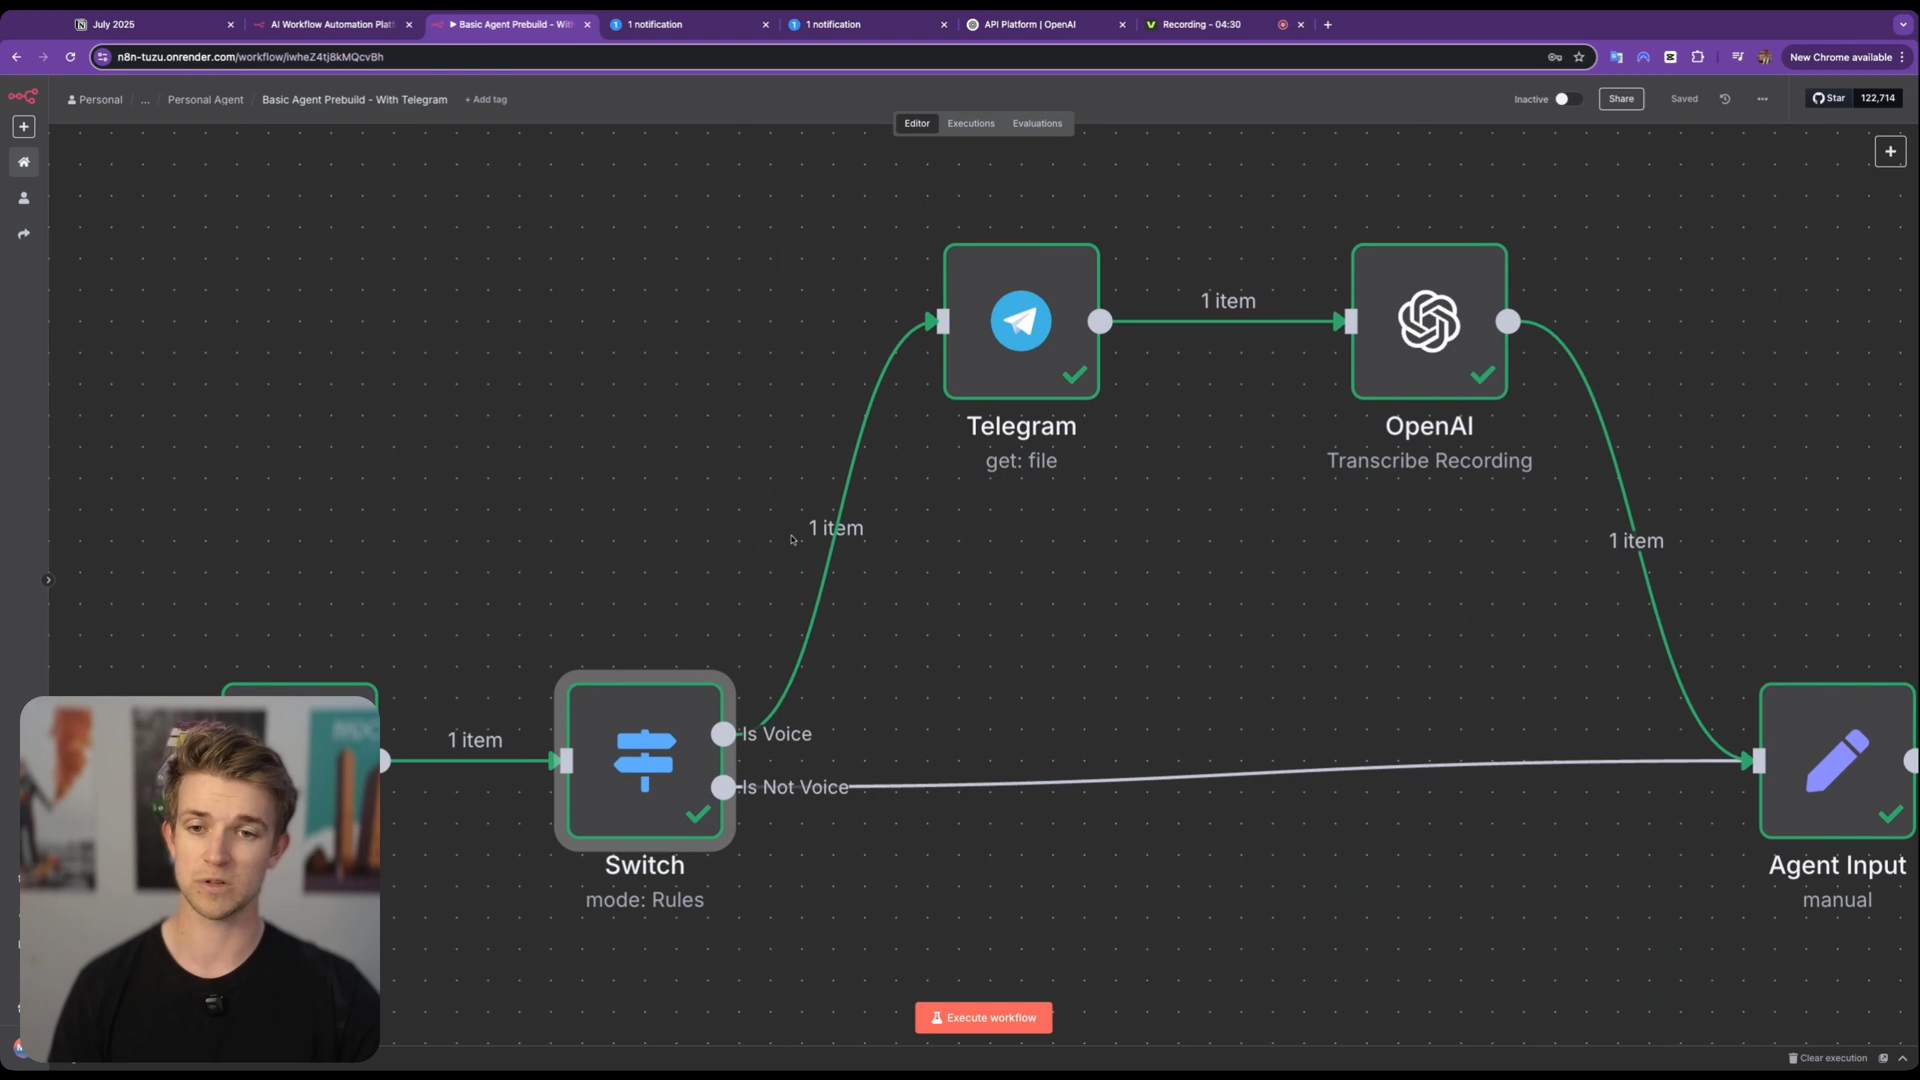 July 2025
AI Workflow Automation Plat
Basic Agent Prebuild - Wit
1 notification
1 notification
API Platform | OpenAI
Recording - 04:30
n8n-tuzu.onrender.com/workflow/iwheZ4tj8kMQcvBh
New Chrome available
Personal / ... / Personal Agent / Basic Agent Prebuild - With Telegram + Add tag
Inactive
Share
Saved
Star 122,714
Editor Executions Evaluations
1 item
Telegram
get: file
OpenAI
Transcribe Recording
1 item
1 item
1 item
Is Voice
Is Not Voice
Switch
mode: Rules
Agent Input
manual
Execute workflow
Clear execution